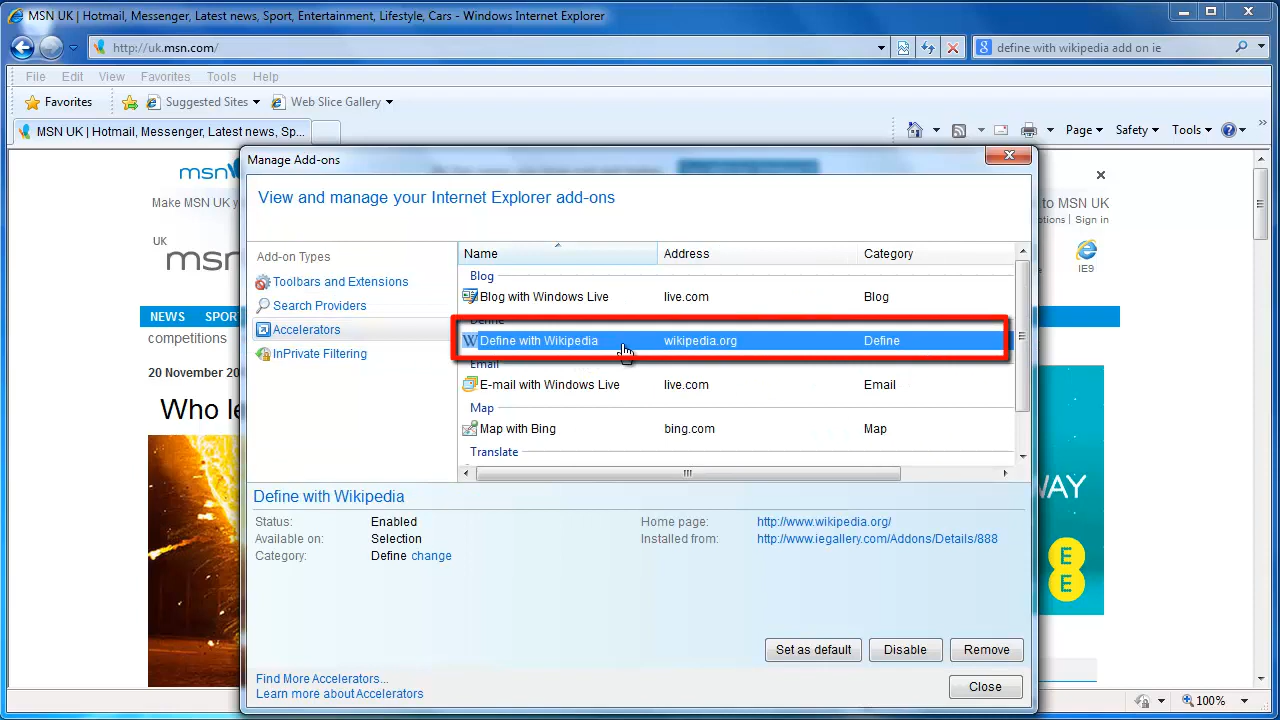 MSN UK | Hotmail, Messenger, Latest news, Sport, Entertainment, Lifestyle, Cars - Windows Internet Explorer
http://uk.msn.com/
define with wikipedia add on ie
File Edit View Favorites Tools Help
Favorites Suggested Sites Web Slice Gallery
MSN UK | Hotmail, Messenger, Latest news, Sp...
Page Safety Tools
Manage Add-ons
msn
View and manage your Internet Explorer add-ons
Make MSN UK
to MSN UK
Sign in
UK
msn
IE9
NEWS SPOR
competitions
20 November
Who le
Add-on Types
Toolbars and Extensions
Search Providers
Accelerators
InPrivate Filtering
Name Address Category
Blog
Blog with Windows Live live.com Blog
Define
Define with Wikipedia wikipedia.org Define
Email
E-mail with Windows Live live.com Email
Map
Map with Bing bing.com Map
Translate
WAY
EE
Define with Wikipedia
Status: Enabled
Available on: Selection
Category: Define change
Home page: http://www.wikipedia.org/
Installed from: http://www.iegallery.com/Addons/Details/888
Set as default Disable Remove
Find More Accelerators...
Learn more about Accelerators
Close
100%